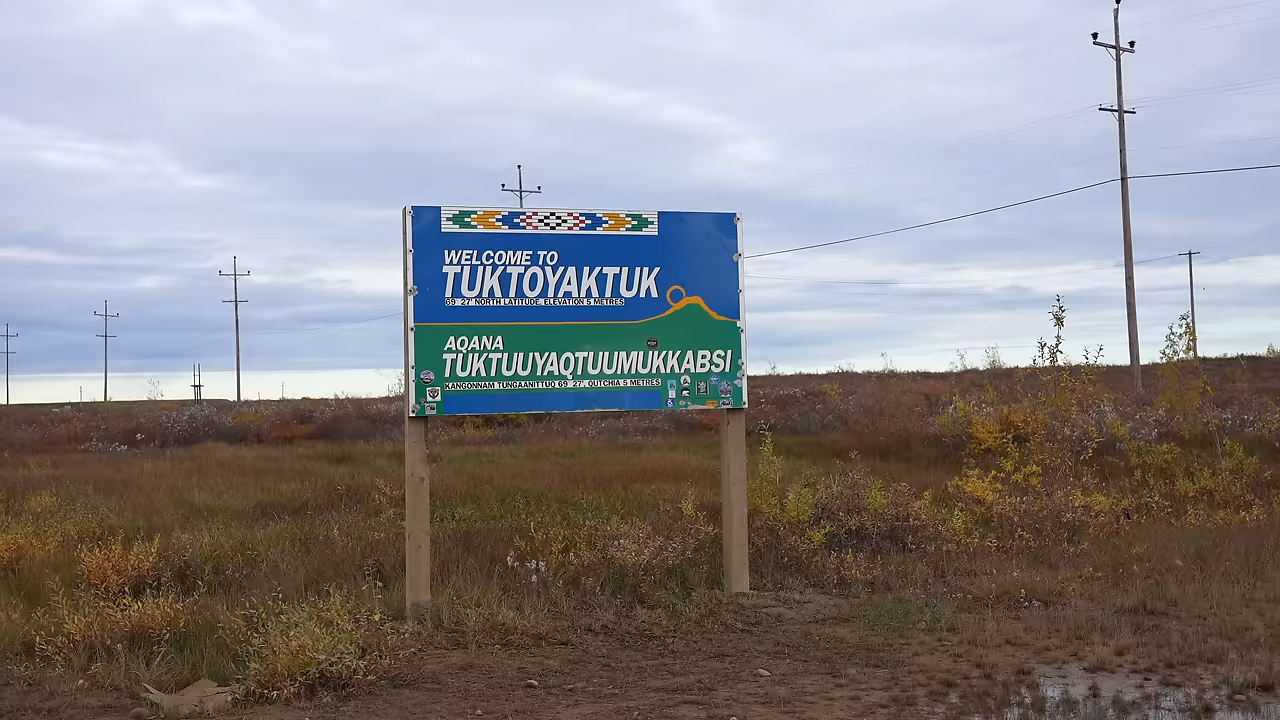 WELCOME TO
TUKTOYAKTUK
69 27' NORTH LATITUDE, ELEVATION 5 METRES
AQANA
TUKTUUYAQTUUMUKKABSI
KANGONNAM TUNGAANITTUQ 69 27', QUTCHIA 5 METRES